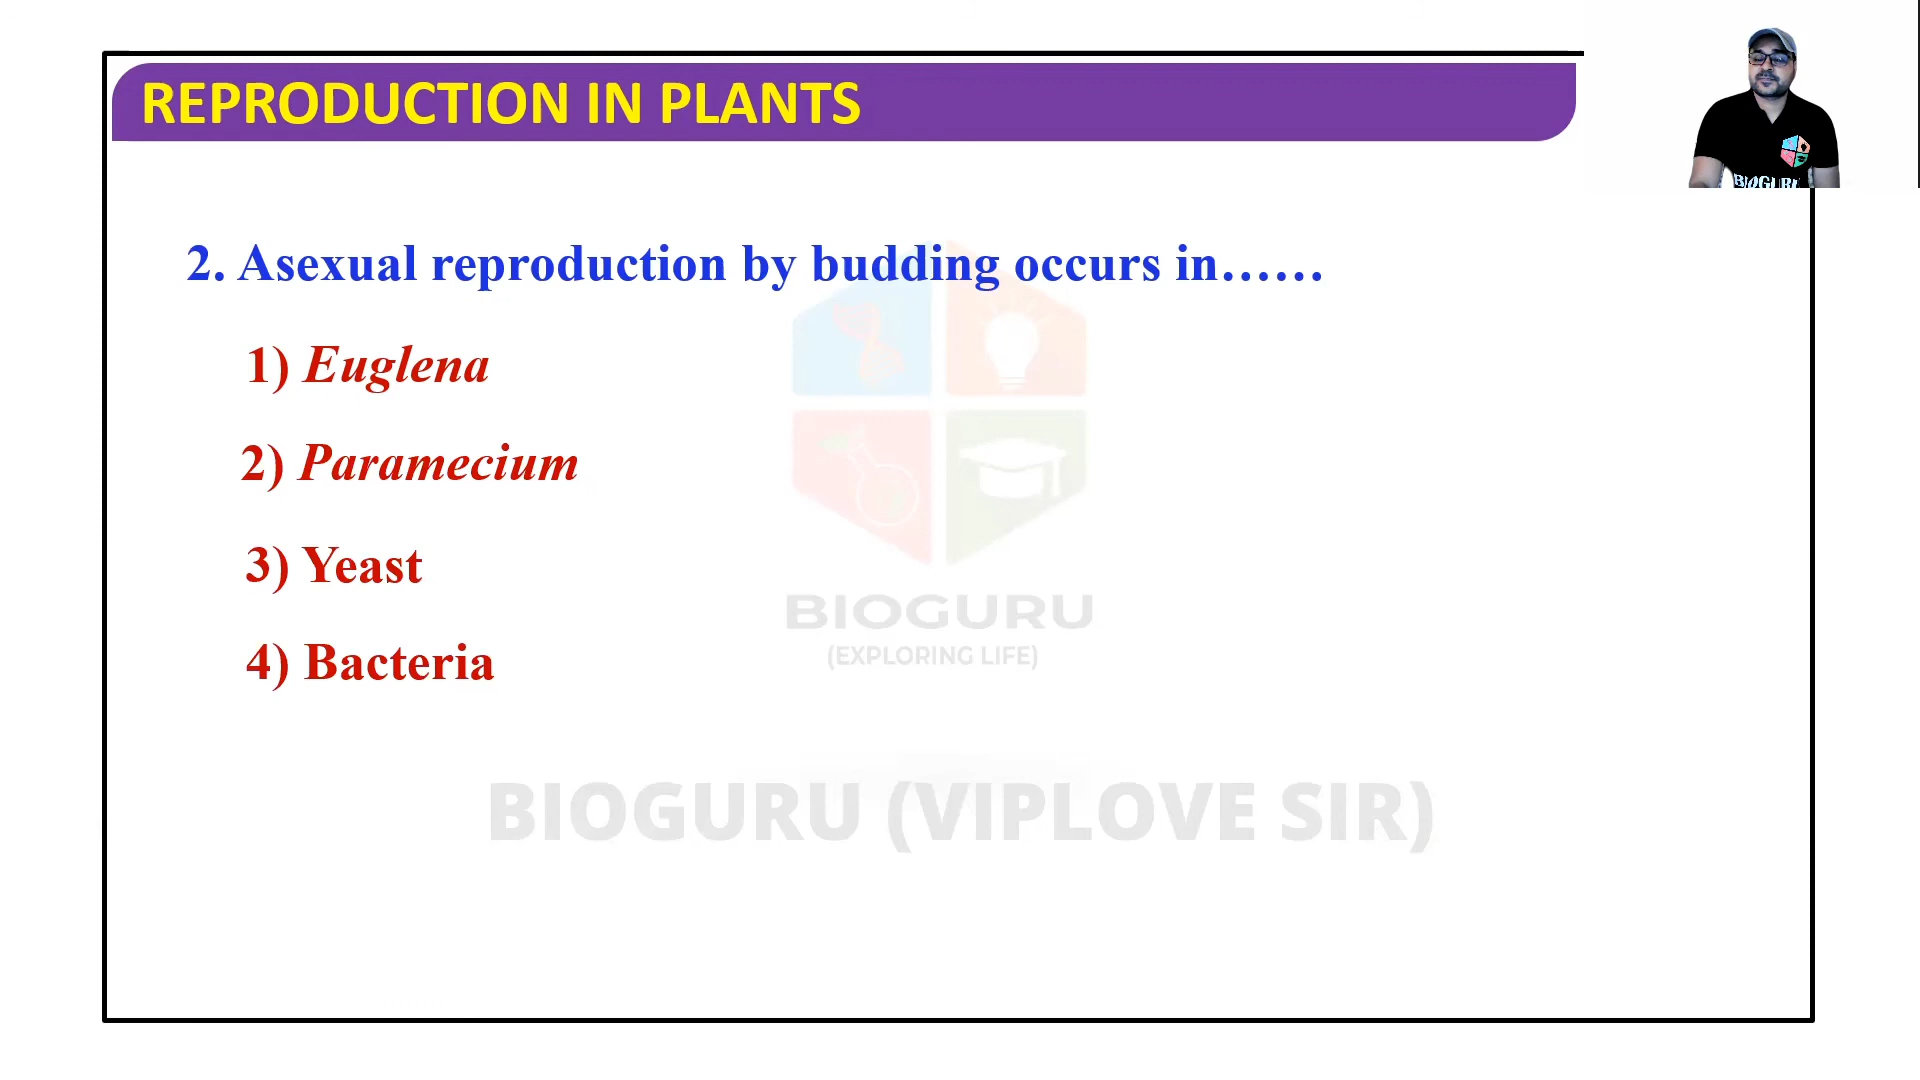 REPRODUCTION IN PLANTS
BIOGURU
2. Asexual reproduction by budding occurs in......
1) Euglena
2) Paramecium
3) Yeast
4) Bacteria
BIOGURU
(EXPLORING LIFE)
BIOGURU (VIPLOVE SIR)